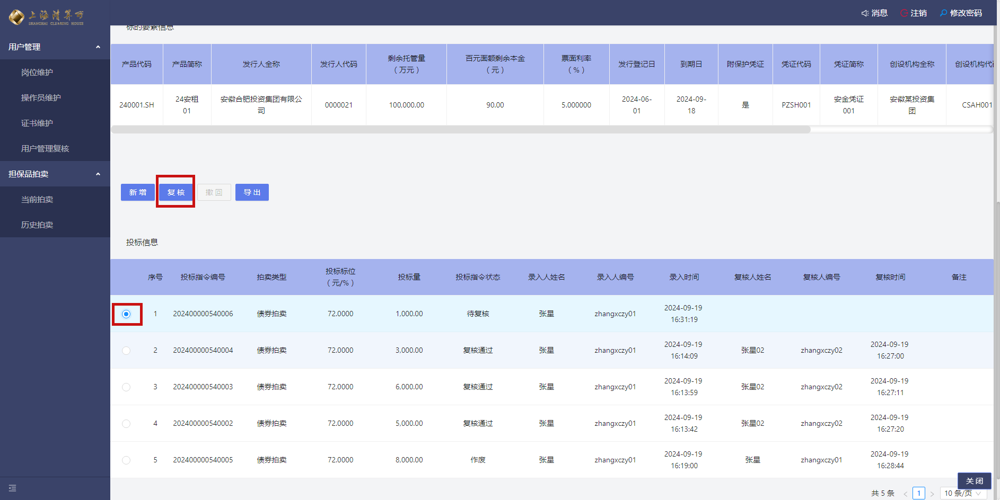 上海清算所
SHANGHAI CLEARING HOUSE
消息
注销
修改密码
用户管理
岗位维护
操作员维护
证书维护
用户管理复核
担保品拍卖
当前拍卖
历史拍卖
标的要素信息
产品代码
产品简称
发行人全称
发行人代码
剩余托管量
（万元）
百元面额剩余本金
（元）
票面利率
（%）
发行登记日
到期日
附保护凭证
凭证代码
凭证简称
创设机构全称
创设机构代
240001.SH
24安租
01
安徽合肥投资集团有限公
司
0000021
100,000.00
90.00
5.000000
2024-06-
01
2024-09-
18
是
PZSH001
安金凭证
001
安徽某投资集
团
CSAH001
新增
复核
撤回
导出
投标信息
序号
投标指令编号
拍卖类型
投标标位
（元/%）
投标量
投标指令状态
录入人姓名
录入人编号
录入时间
复核人姓名
复核人编号
复核时间
备注
1
202400000540006
债券拍卖
72.0000
1,000.00
待复核
张星
zhangxczy01
2024-09-19
16:31:19
2
202400000540004
债券拍卖
72.0000
3,000.00
复核通过
张星
zhangxczy01
2024-09-19
16:14:09
张星02
zhangxczy02
2024-09-19
16:27:00
3
202400000540003
债券拍卖
72.0000
6,000.00
复核通过
张星
zhangxczy01
2024-09-19
16:13:59
张星02
zhangxczy02
2024-09-19
16:27:11
4
202400000540002
债券拍卖
72.0000
5,000.00
复核通过
张星
zhangxczy01
2024-09-19
16:13:42
张星02
zhangxczy02
2024-09-19
16:27:20
5
202400000540005
债券拍卖
72.0000
8,000.00
作废
张星
zhangxczy01
2024-09-19
16:19:00
张星
zhangxczy01
2024-09-19
16:28:44
关闭
共 5 条
1
10 条/页